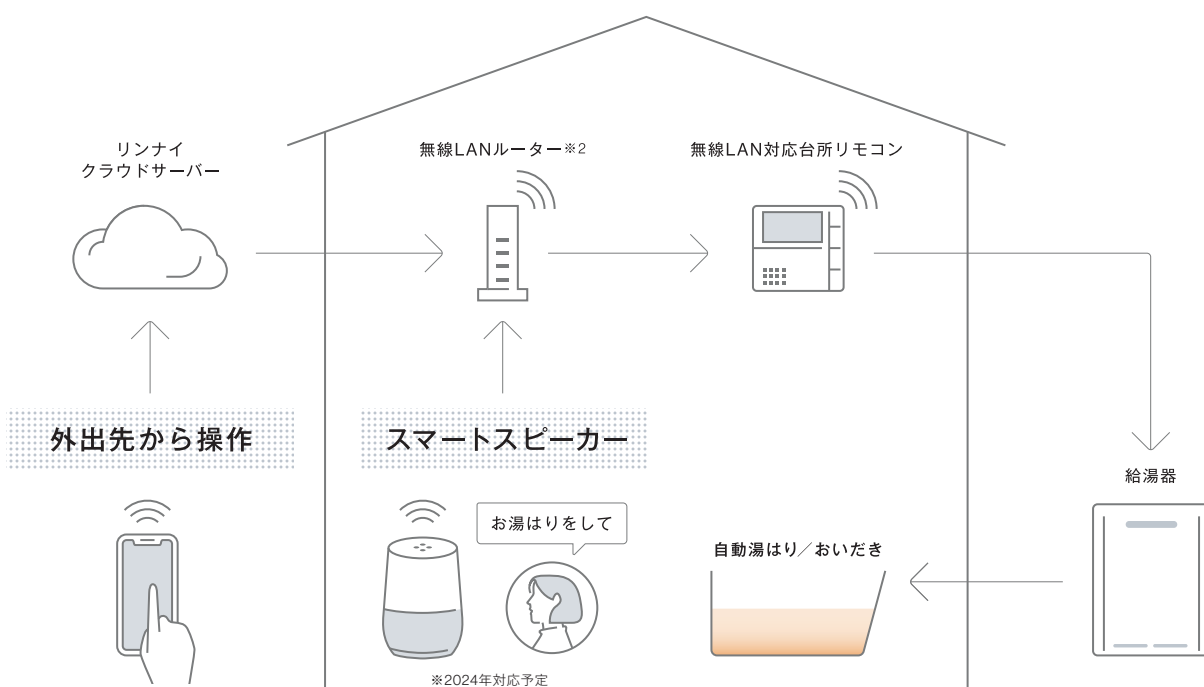 リンナイ
クラウドサーバー
無線LANルーター※2
無線LAN対応台所リモコン
外出先から操作
スマートスピーカー
給湯器
お湯はりをして
自動湯はり／おいだき
※2024年対応予定